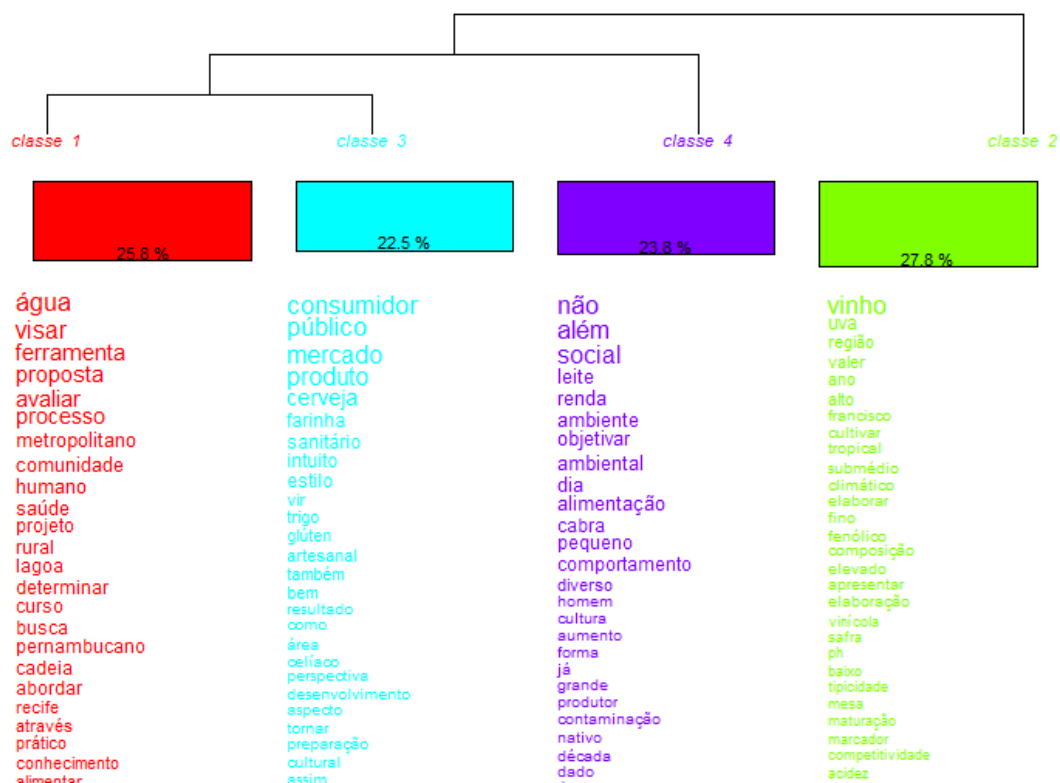 classe 1
classe 3
classe 4
classe 2
25.8 %
22.5 %
23.8 %
27.8 %
água
visar
ferramenta
proposta
avaliar
processo
metropolitano
comunidade
humano
saúde
projeto
rural
lagoa
determinar
curso
busca
pernambucano
cadeia
abordar
recife
através
prático
conhecimento
alimentar
consumidor
público
mercado
produto
cerveja
farinha
sanitário
intuito
estilo
vir
trigo
glúten
artesanal
também
bem
resultado
como
área
celíaco
perspectiva
desenvolvimento
aspecto
tornar
preparação
cultural
assim
não
além
social
leite
renda
ambiente
objetivar
ambiental
dia
alimentação
cabra
pequeno
comportamento
diverso
homem
cultura
aumento
forma
já
grande
produtor
contaminação
nativo
década
dado
vinho
uva
região
valer
ano
alto
francisco
cultivar
tropical
submédio
climático
elaborar
fino
fenólico
composição
elevado
apresentar
elaboração
vinícola
safra
ph
baixo
tipicidade
mesa
maturação
marcador
competitividade
acidez